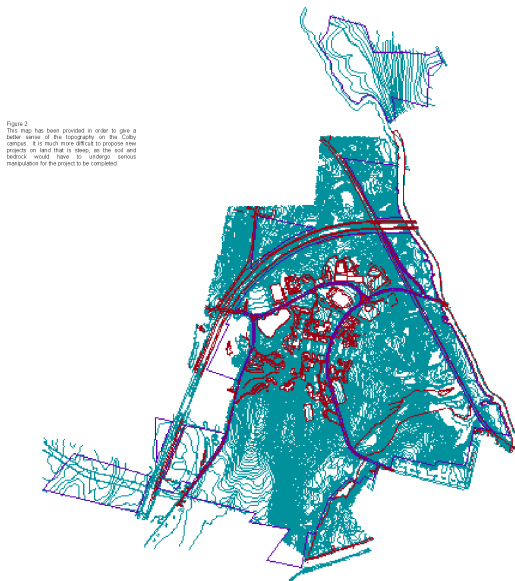 Figure 2
This map has been provided in order to give a
better sense of the topography on the Colby
campus. It is much more difficult to propose new
projects on land that is steep, as the soil and
bedrock would have to undergo serious
manipulation for the project to be completed.